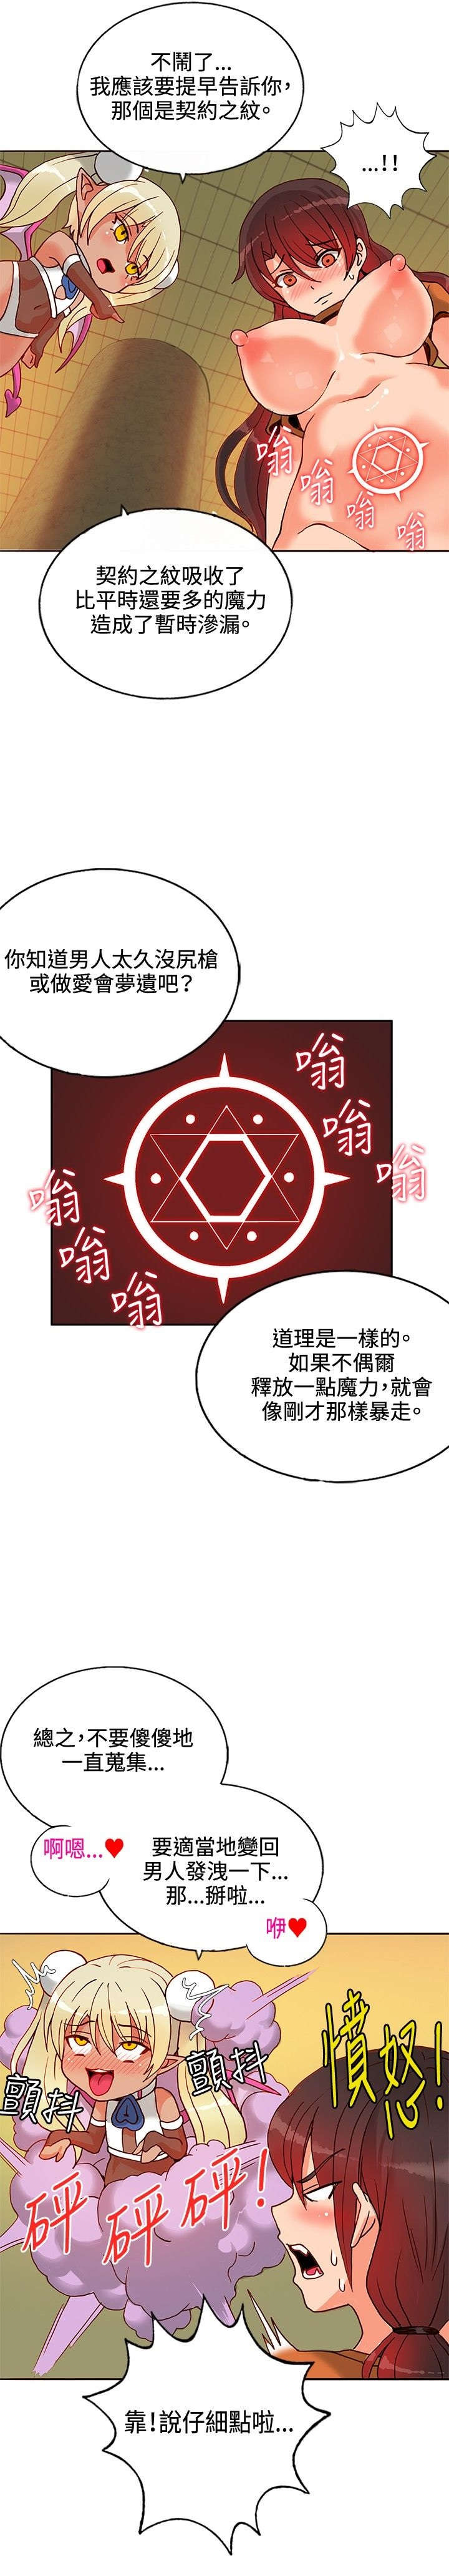 不鬧了…
我應該要提早告訴你,
那個是契約之紋。
…!!
嗡
嗡
嗡
嗡
契約之紋吸收了
比平時還要多的魔力
造成了暫時滲漏。
你知道男人太久沒尻槍
或做愛會夢遺吧?
嗡
嗡
嗡
嗡
嗡
嗡
道理是一樣的。
如果不偶爾
釋放一點魔力,就會
像剛才那樣暴走。
總之,不要傻傻地
一直蒐集…
啊嗯…♥
要適當地變回
男人發洩一下…
那…掰啦…
咿♥
顫抖
顫抖
憤怒!
砰砰砰!
靠!說仔細點啦…